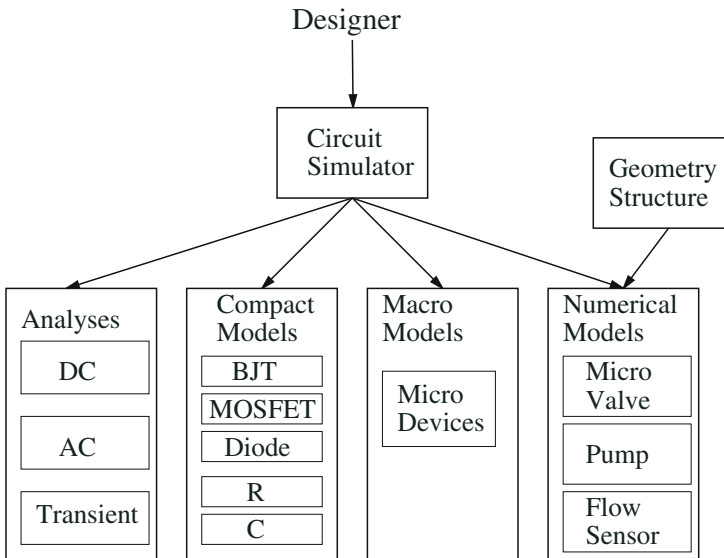 Designer
Circuit
Simulator
Geometry
Structure
Analyses
DC
AC
Transient
Compact
Models
BJT
MOSFET
Diode
R
C
Macro
Models
Micro
Devices
Numerical
Models
Micro
Valve
Pump
Flow
Sensor